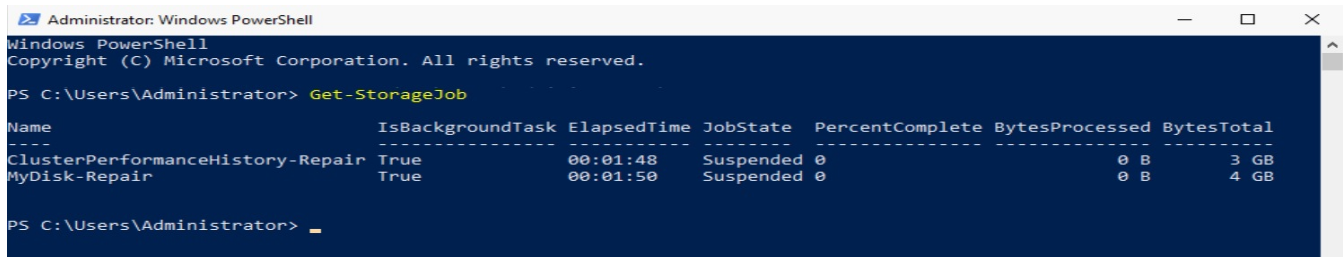 Administrator: Windows PowerShell
Windows PowerShell
Copyright (C) Microsoft Corporation. All rights reserved.
PS C:\Users\Administrator> Get-StorageJob
Name IsBackgroundTask ElapsedTime JobState PercentComplete BytesProcessed BytesTotal
---- ---------------- ----------- -------- --------------- -------------- ----------
ClusterPerformanceHistory-Repair True 00:01:48 Suspended 0 0 B 3 GB
MyDisk-Repair True 00:01:50 Suspended 0 0 B 4 GB
PS C:\Users\Administrator>